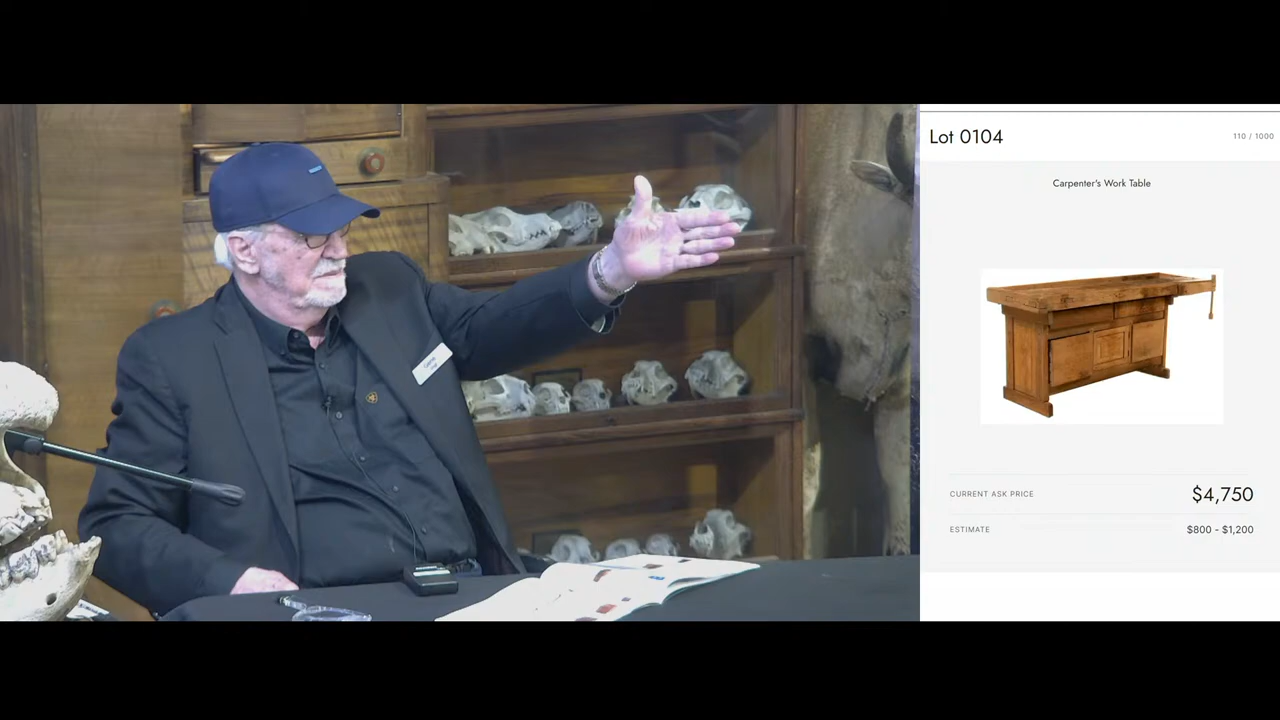 Lot 0104
110 / 1000
Carpenter's Work Table
CURRENT ASK PRICE
$4,750
ESTIMATE
$800 - $1,200